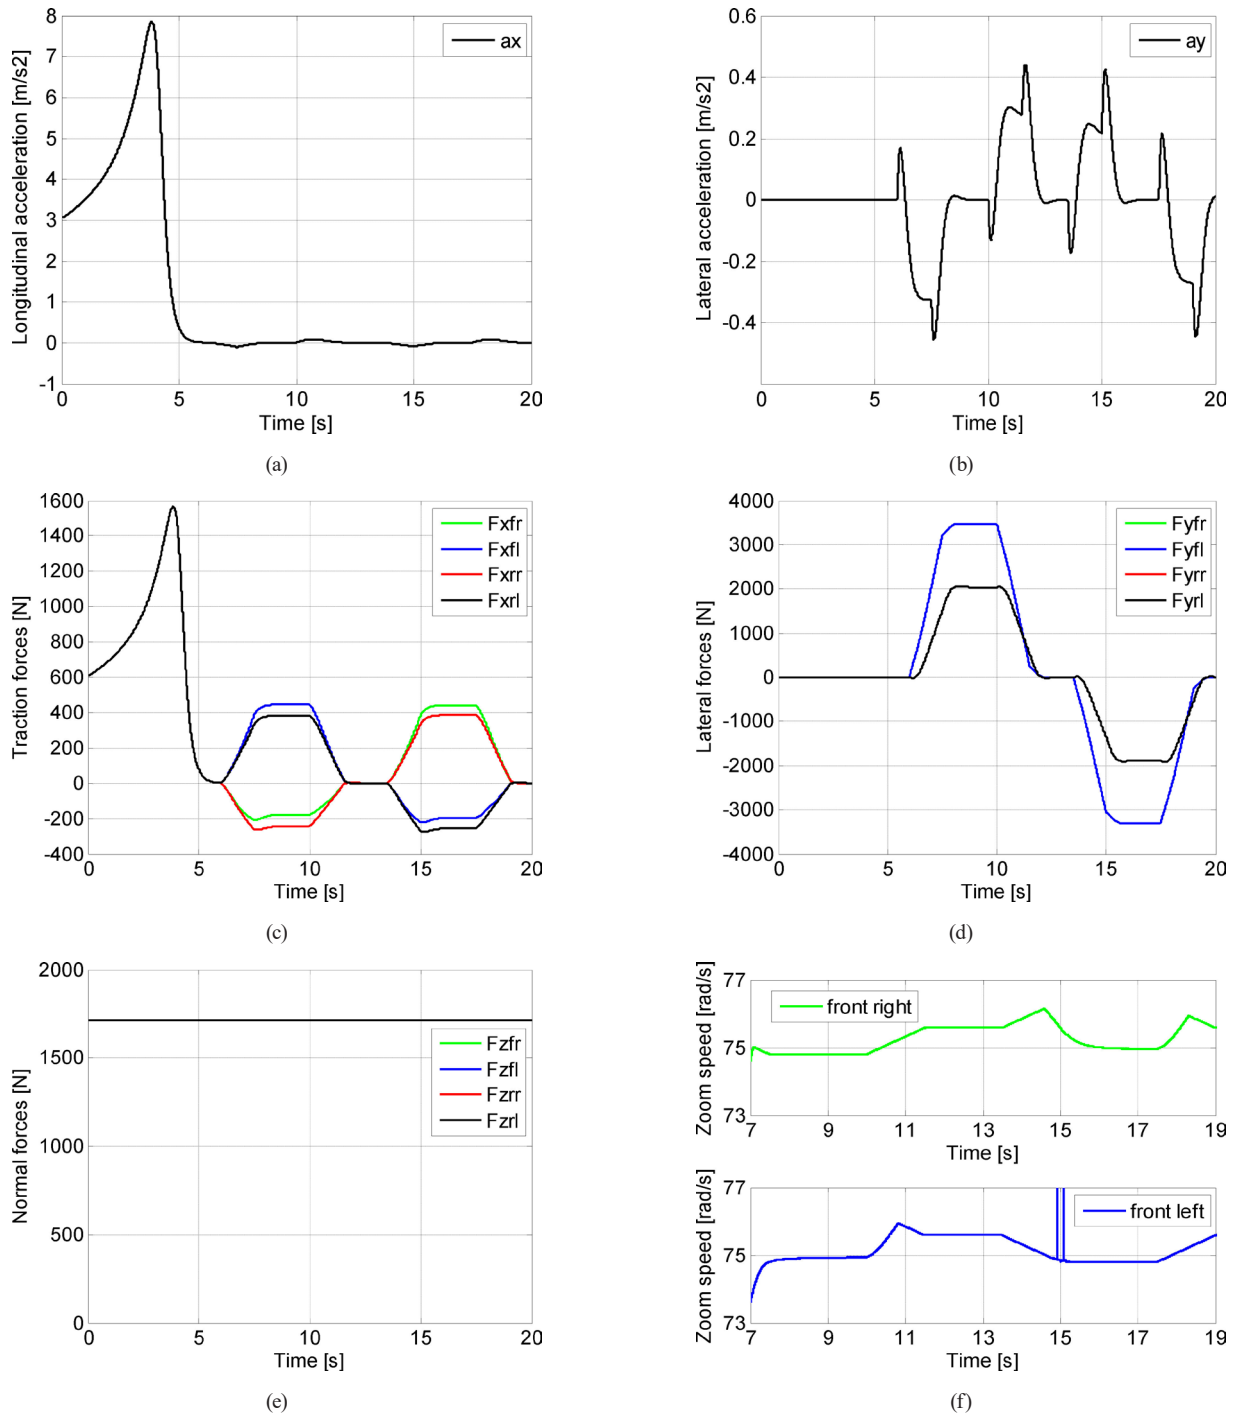 8
7
6
5
4
3
2
1
0
-1
Longitudinal acceleration [m/s2]
ax
0 5 10 15 20
Time [s]
(a)
0.6
0.4
0.2
0
-0.2
-0.4
Lateral acceleration [m/s2]
ay
0 5 10 15 20
Time [s]
(b)
1600
1400
1200
1000
800
600
400
200
0
-200
-400
Traction forces [N]
Fxfr
Fxfl
Fxrr
Fxrl
0 5 10 15 20
Time [s]
(c)
4000
3000
2000
1000
0
-1000
-2000
-3000
-4000
Lateral forces [N]
Fyfr
Fyfl
Fyrr
Fyrl
0 5 10 15 20
Time [s]
(d)
2000
1500
1000
500
0
Normal forces [N]
Fzfr
Fzfl
Fzrr
Fzrl
0 5 10 15 20
Time [s]
(e)
77
75
73
Zoom speed [rad/s]
front right
7 9 11 13 15 17 19
Time [s]
77
75
73
Zoom speed [rad/s]
front left
7 9 11 13 15 17 19
Time [s]
(f)